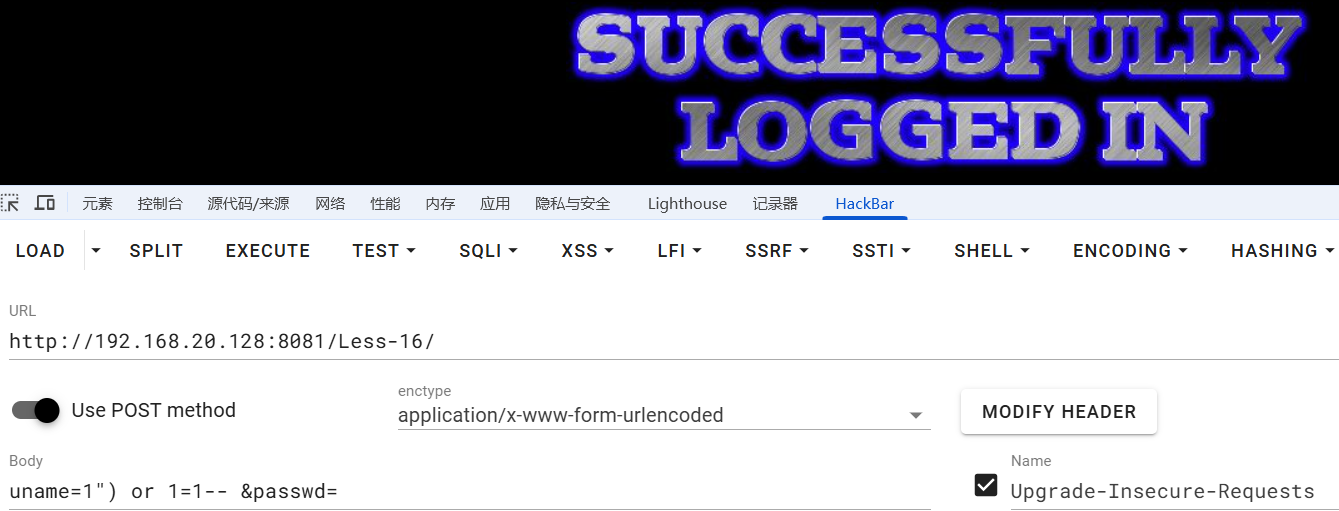 SUCCESSFULLY
LOGGED IN
元素 控制台 源代码/来源 网络 性能 内存 应用 隐私与安全 Lighthouse 记录器 HackBar
LOAD SPLIT EXECUTE TEST SQLI XSS LFI SSRF SSTI SHELL ENCODING HASHING
URL
http://192.168.20.128:8081/Less-16/
enctype
Use POST method application/x-www-form-urlencoded MODIFY HEADER
Body Name
uname=1") or 1=1-- &passwd= Upgrade-Insecure-Requests